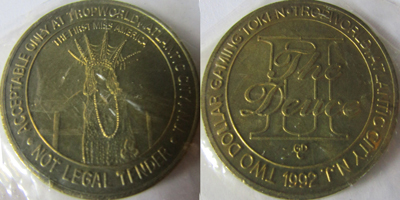 ACCEPTABLE ONLY AT TROPWORLD
THE FIRST MISS AMERICA
• NOT LEGAL TENDER •
TWO DOLLAR GAMING TOKEN • TROPWORLD, ATLANTIC CITY N.J.
II
The
Deuce
1992